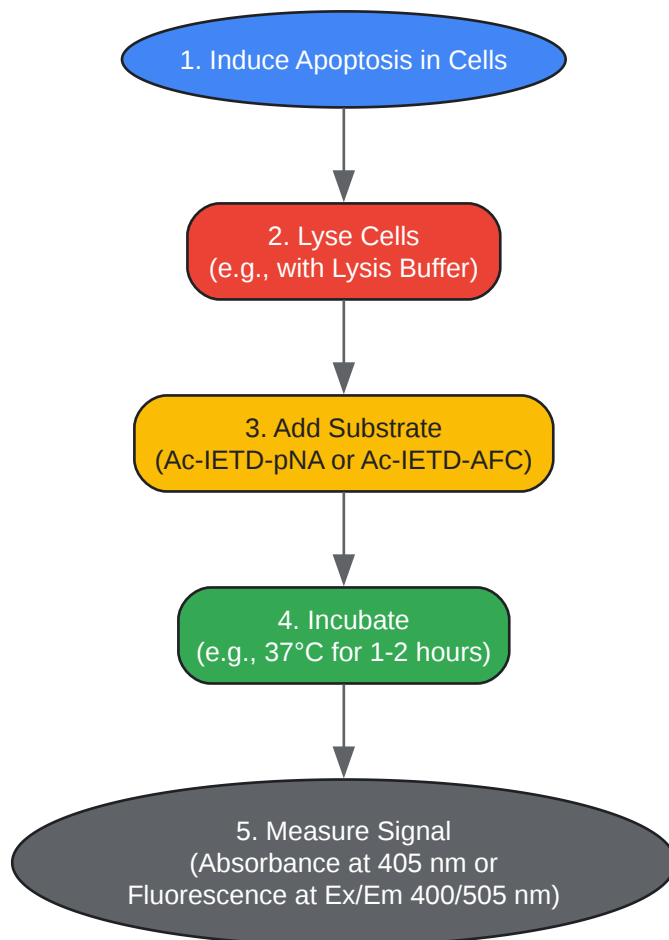 1. Induce Apoptosis in Cells
2. Lyse Cells
(e.g., with Lysis Buffer)
3. Add Substrate
(Ac-IETD-pNA or Ac-IETD-AFC)
4. Incubate
(e.g., 37°C for 1-2 hours)
5. Measure Signal
(Absorbance at 405 nm or
Fluorescence at Ex/Em 400/505 nm)